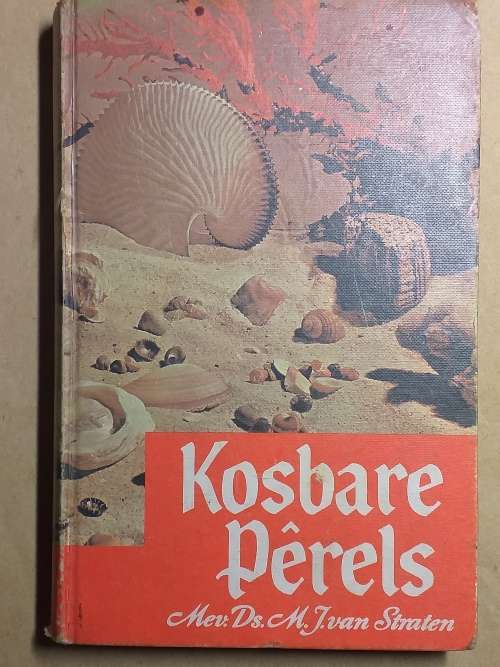 Kosbare
Pêrels
Mev. Ds. M. J. van Straten